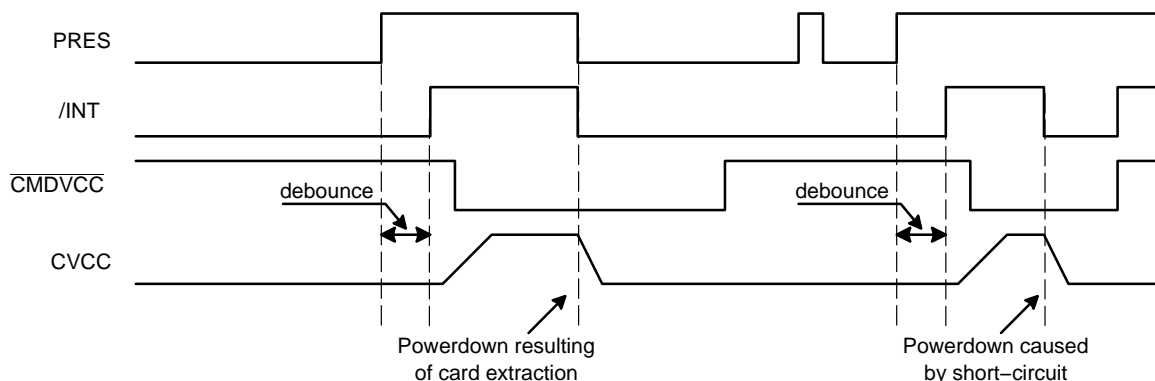 PRES
/INT
CMDVCC
debounce
debounce
CVCC
Powerdown resulting
of card extraction
Powerdown caused
by short−circuit